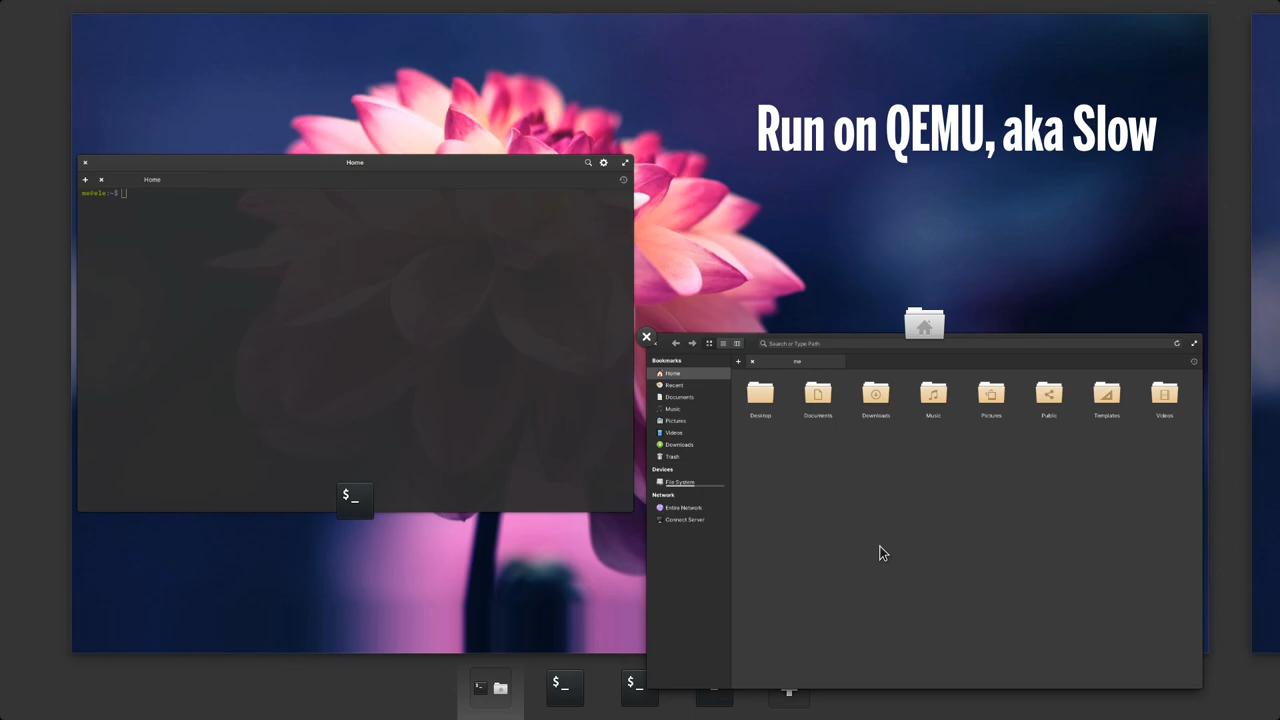 Run on QEMU, aka Slow
Home
Home
me@ele:~$
$_
Search or Type Path
me
Bookmarks
Home
Recent
Documents
Music
Pictures
Videos
Downloads
Trash
Devices
File System
Network
Entire Network
Connect Server
Desktop
Documents
Downloads
Music
Pictures
Public
Templates
Videos
$_
$_
$_